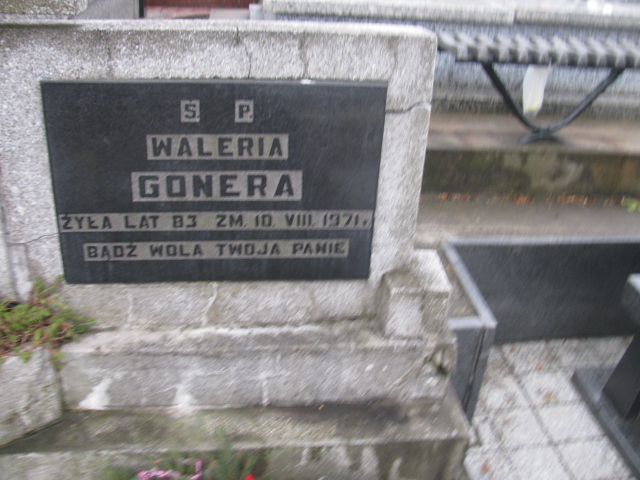 Ś. P.
WALERIA
GONERA
ŻYŁA LAT 83 ZM. 10. VIII. 1971 r.
BĄDŹ WOLA TWOJA PANIE